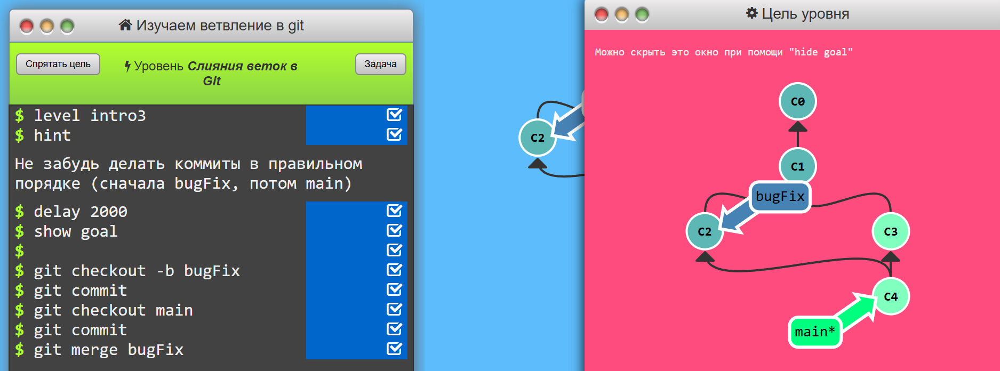 Изучаем ветвление в git
Спрятать цель
Уровень Слияния веток в
Git
Задача
$ level intro3
$ hint
Не забудь делать коммиты в правильном
порядке (сначала bugFix, потом main)
$ delay 2000
$ show goal
$
$ git checkout -b bugFix
$ git commit
$ git checkout main
$ git commit
$ git merge bugFix
C2
Цель уровня
Можно скрыть это окно при помощи "hide goal"
C0
C1
bugFix
C2
C3
C4
main*